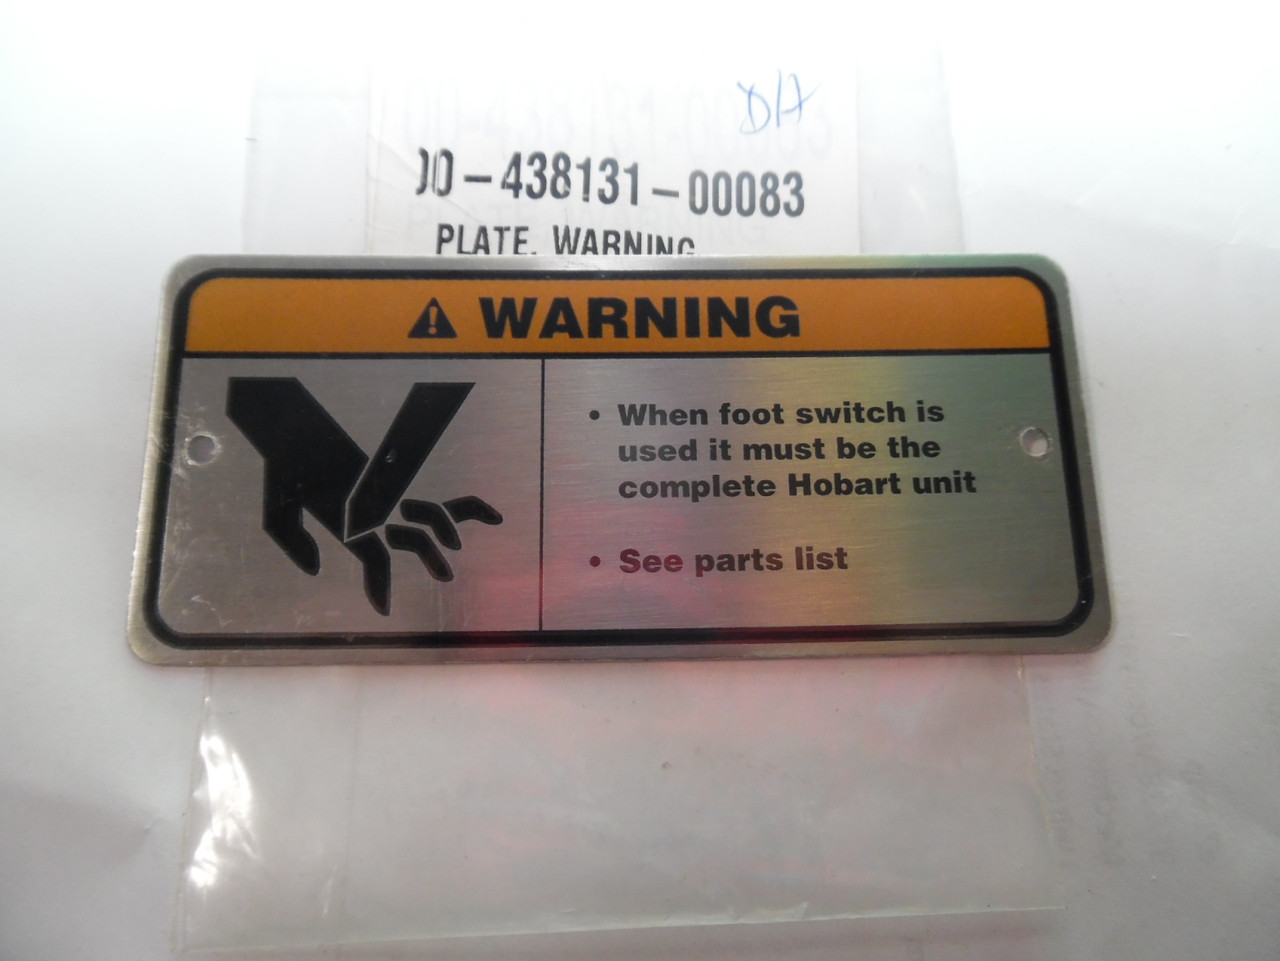 00-438131-00083
PLATE, WARNING
WARNING
• When foot switch is
used it must be the
complete Hobart unit
• See parts list